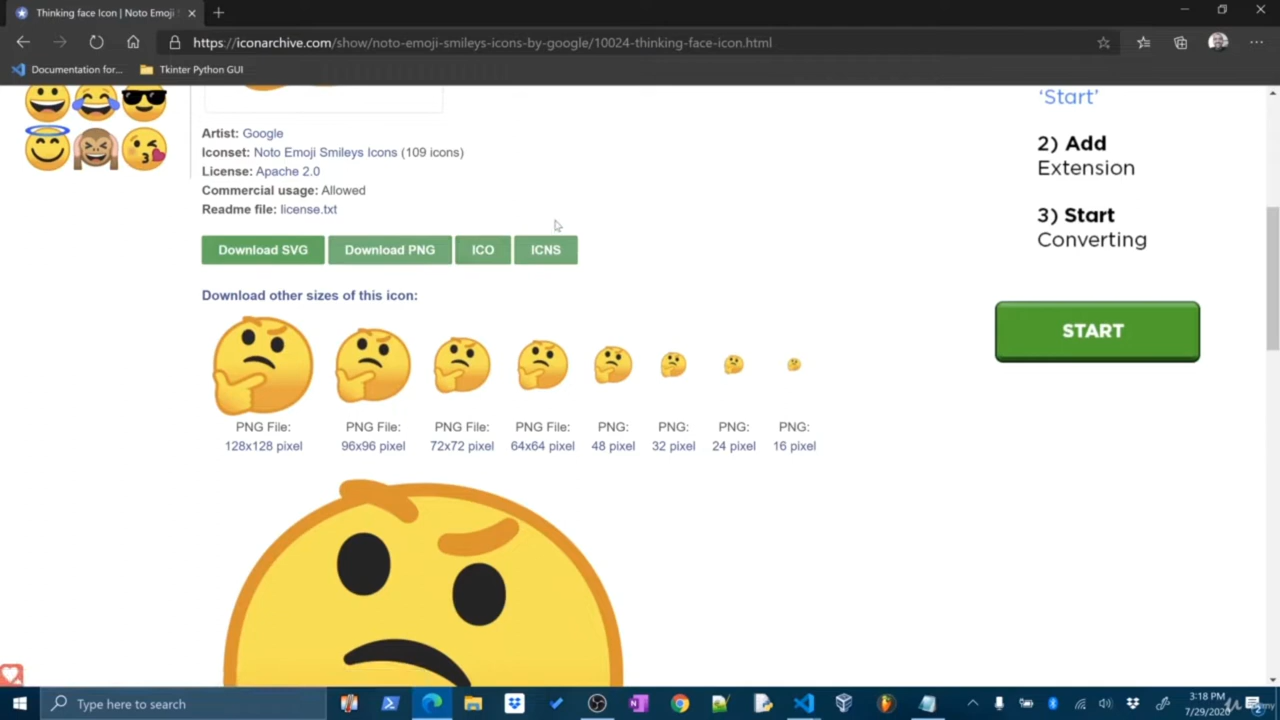 Thinking face Icon | Noto Emoji
https://iconarchive.com/show/noto-emoji-smileys-icons-by-google/10024-thinking-face-icon.html
Documentation for...
Tkinter Python GUI
Artist: Google
Iconset: Noto Emoji Smileys Icons (109 icons)
License: Apache 2.0
Commercial usage: Allowed
Readme file: license.txt
Download SVG
Download PNG
ICO
ICNS
Download other sizes of this icon:
PNG File:
128x128 pixel
PNG File:
96x96 pixel
PNG File:
72x72 pixel
PNG File:
64x64 pixel
PNG:
48 pixel
PNG:
32 pixel
PNG:
24 pixel
PNG:
16 pixel
'Start'
2) Add
Extension
3) Start
Converting
START
Type here to search
3:18 PM
7/29/2020